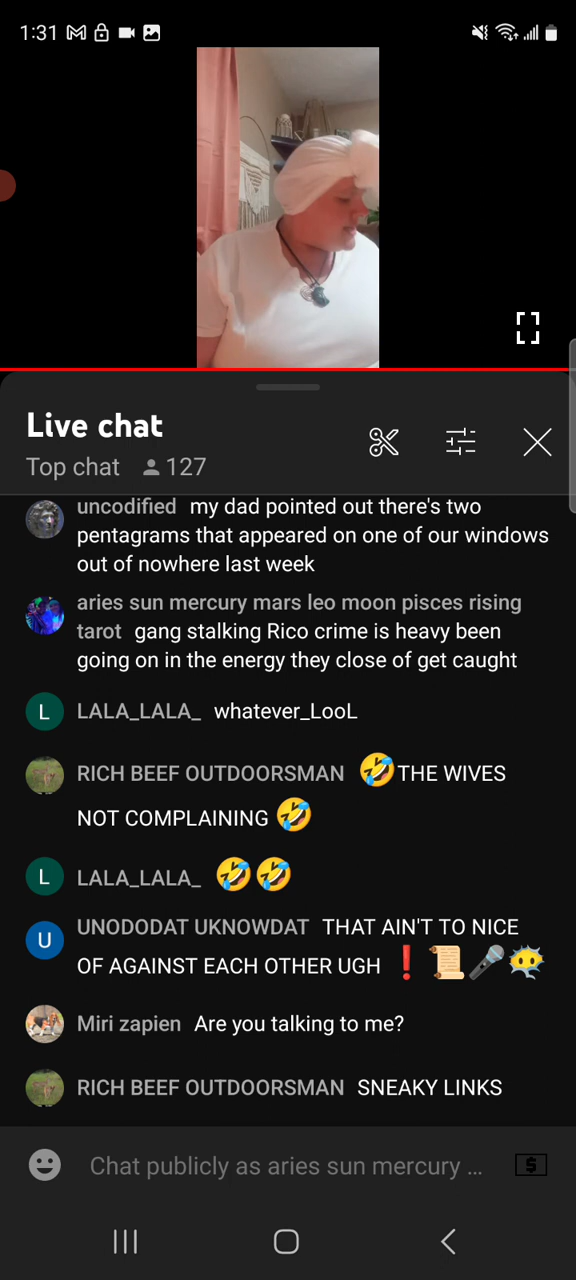 1:31
Live chat
Top chat 127
uncodified my dad pointed out there's two
pentagrams that appeared on one of our windows
out of nowhere last week
aries sun mercury mars leo moon pisces rising
tarot gang stalking Rico crime is heavy been
going on in the energy they close of get caught
L LALA_LALA_ whatever_LooL
RICH BEEF OUTDOORSMAN 🤣THE WIVES
NOT COMPLAINING 🤣
L LALA_LALA_ 🤣🤣
U UNODODAT UKNOWDAT THAT AIN'T TO NICE
OF AGAINST EACH OTHER UGH ❗📜🎤
Miri zapien Are you talking to me?
RICH BEEF OUTDOORSMAN SNEAKY LINKS
Chat publicly as aries sun mercury ... $